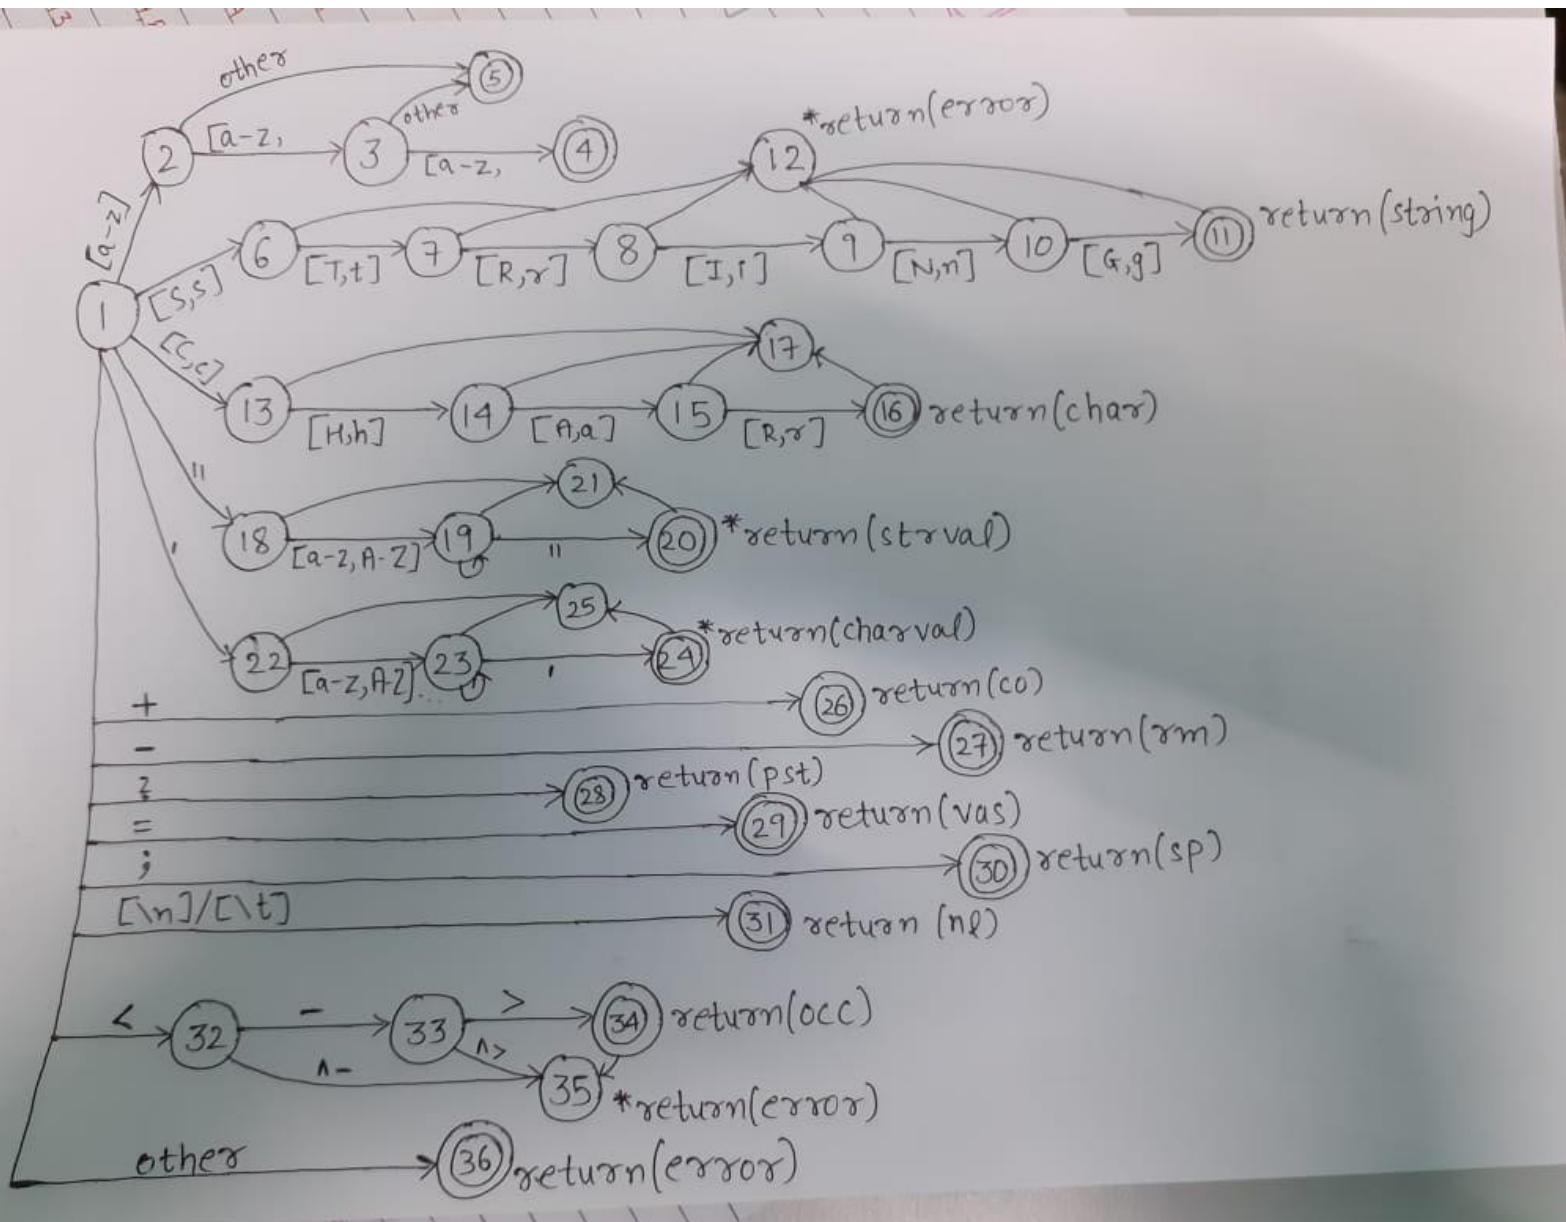 other
5
2 [a-z, 3 other [a-z, 4
12 *return(error)
[a-z]
6 [T,t] 7 [R,r] 8 [I,i] 9 [N,n] 10 [G,g] 11 return(string)
1 [S,s]
[C,c]
17
13 [H,h] 14 [A,a] 15 [R,r] 16 return(char)
"
21
18 [a-z,A-Z] 19 " 20 *return(strval)
'
25
22 [a-z,A-Z] 23 ' 24 *return(charval)
+ 26 return(co)
- 27 return(rm)
28 return(pst)
= 29 return(vas)
; 30 return(sp)
[\n]/[\t] 31 return (nl)
< 32 - 33 > 34 return(occ)
^- ^> 35 *return(error)
other 36 return(error)